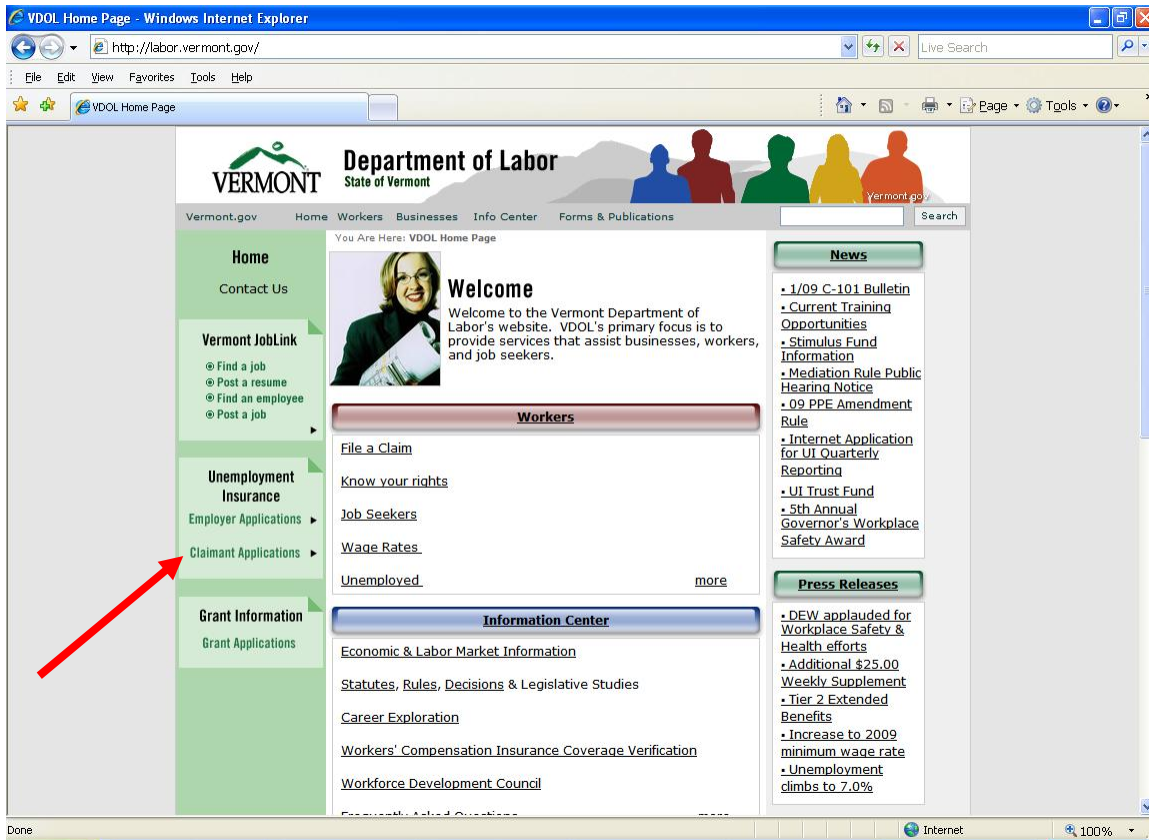 VDOL Home Page - Windows Internet Explorer
http://labor.vermont.gov/
Live Search
File Edit View Favorites Tools Help
VDOL Home Page
Page Tools
VERMONT
Department of Labor
State of Vermont
Vermont.gov
Vermont.gov Home Workers Businesses Info Center Forms & Publications Search
Home
Contact Us
Vermont JobLink
Find a job
Post a resume
Find an employee
Post a job
Unemployment
Insurance
Employer Applications
Claimant Applications
Grant Information
Grant Applications
You Are Here: VDOL Home Page
Welcome
Welcome to the Vermont Department of
Labor's website. VDOL's primary focus is to
provide services that assist businesses, workers,
and job seekers.
Workers
File a Claim
Know your rights
Job Seekers
Wage Rates
Unemployed more
Information Center
Economic & Labor Market Information
Statutes, Rules, Decisions & Legislative Studies
Career Exploration
Workers' Compensation Insurance Coverage Verification
Workforce Development Council
Frequently Asked Questions more
News
• 1/09 C-101 Bulletin
• Current Training
Opportunities
• Stimulus Fund
Information
• Mediation Rule Public
Hearing Notice
• 09 PPE Amendment
Rule
• Internet Application
for UI Quarterly
Reporting
• UI Trust Fund
• 5th Annual
Governor's Workplace
Safety Award
Press Releases
• DEW applauded for
Workplace Safety &
Health efforts
• Additional $25.00
Weekly Supplement
• Tier 2 Extended
Benefits
• Increase to 2009
minimum wage rate
• Unemployment
climbs to 7.0%
Done Internet 100%